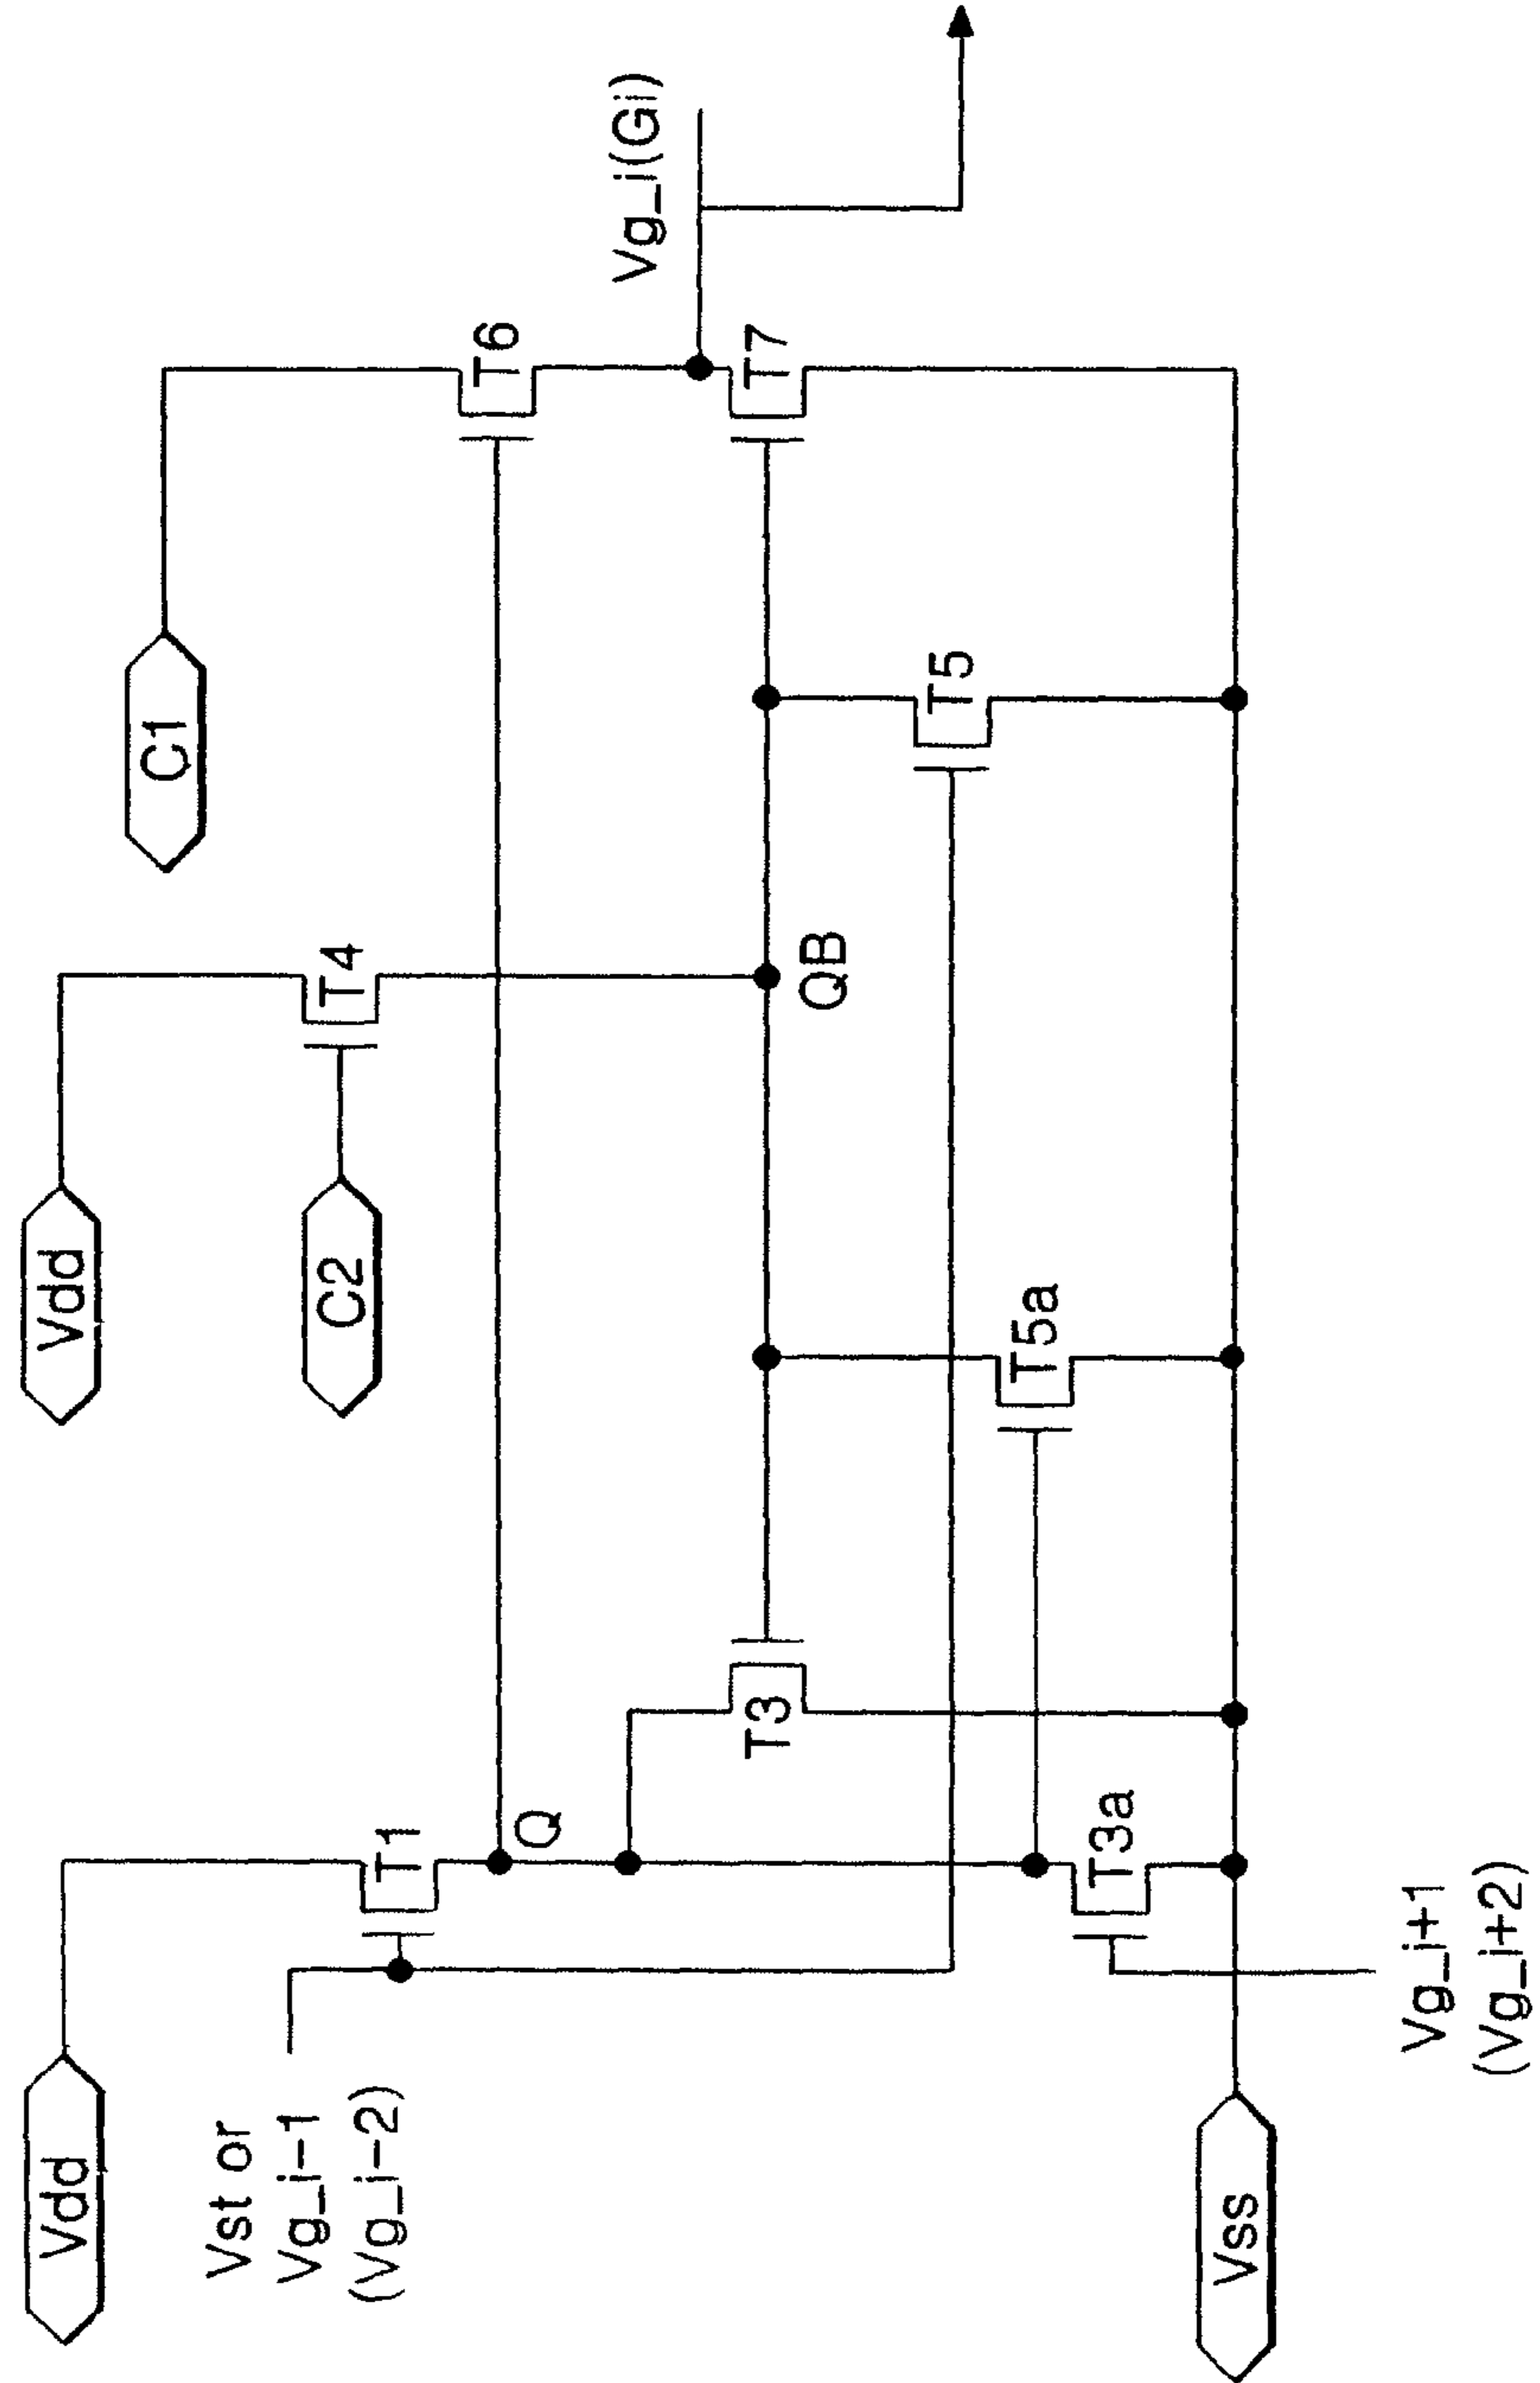 Vdd
Vdd
C1
C2
T4
T1
T6
Vst or
Vg_i-1
(Vg_i-2)
Q
Vg_i(Gi)
T3
QB
T7
T5
T5a
T3a
Vss
Vg_i+1
(Vg_i+2)